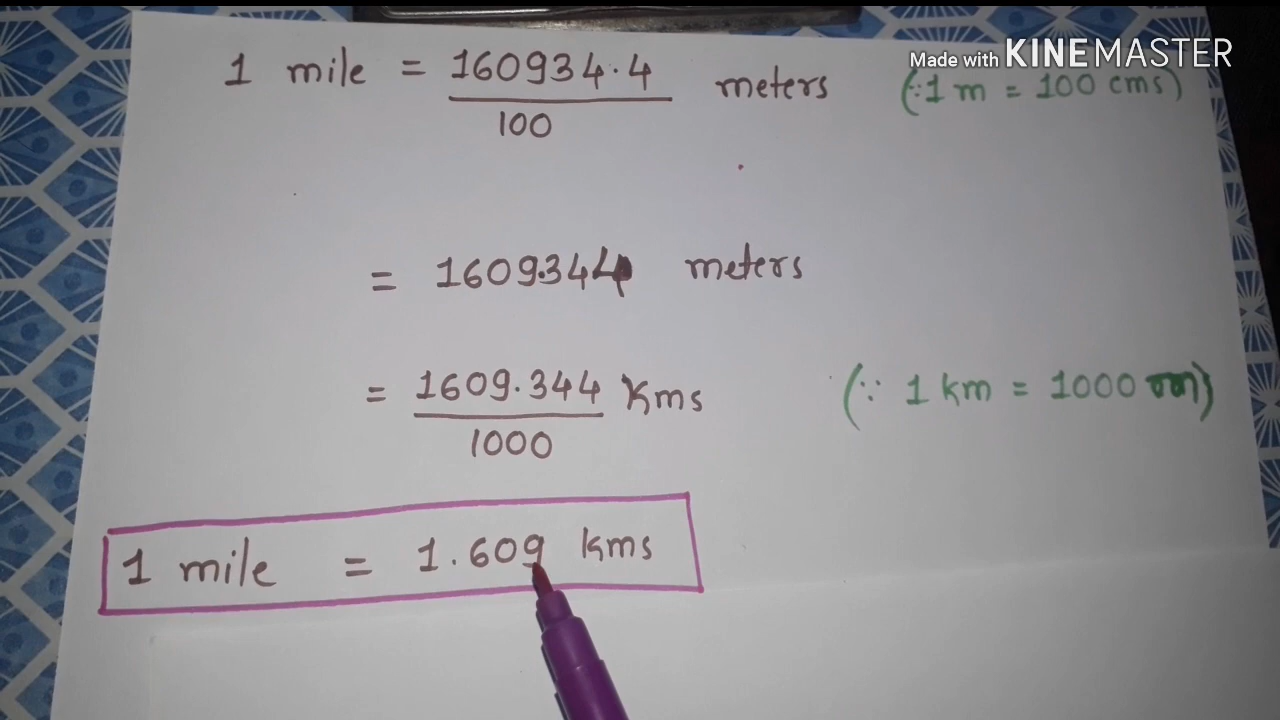 Made with KINEMASTER
1 mile = 160934.4 / 100 meters (∵ 1 m = 100 cms)
= 1609.344 meters
= 1609.344 / 1000 Kms (∵ 1 km = 1000 m)
1 mile = 1.609 kms